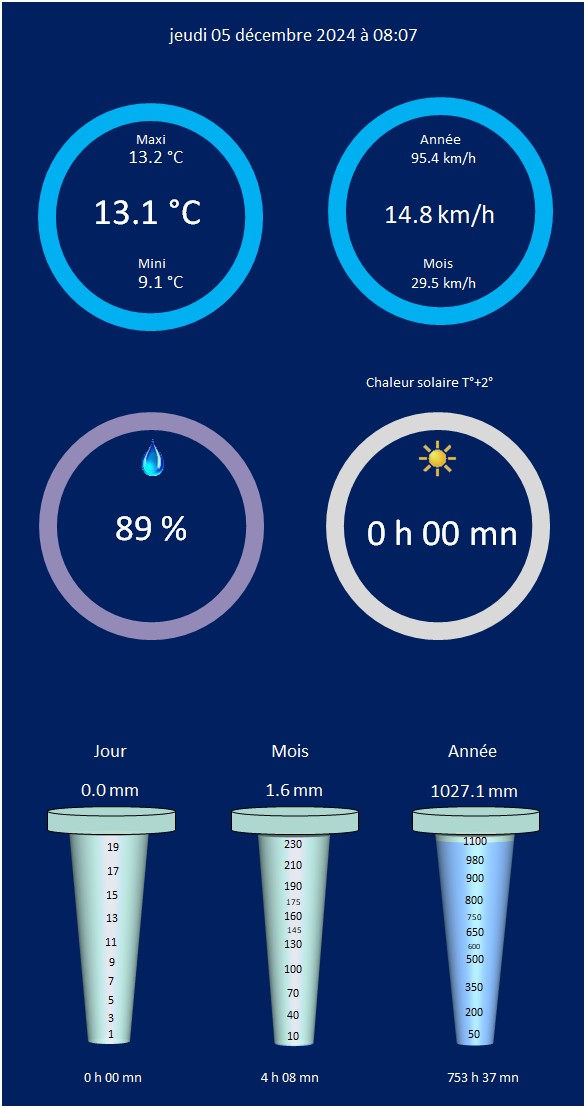 jeudi 05 décembre 2024 à 08:07
Maxi
13.2 °C
13.1 °C
Mini
9.1 °C
Année
95.4 km/h
14.8 km/h
Mois
29.5 km/h
Chaleur solaire T°+2°
89 %
0 h 00 mn
Jour
0.0 mm
19
17
15
13
11
9
7
5
3
1
0 h 00 mn
Mois
1.6 mm
230
210
190
175
160
145
130
100
70
40
10
4 h 08 mn
Année
1027.1 mm
1100
980
900
800
750
650
600
500
350
200
50
753 h 37 mn